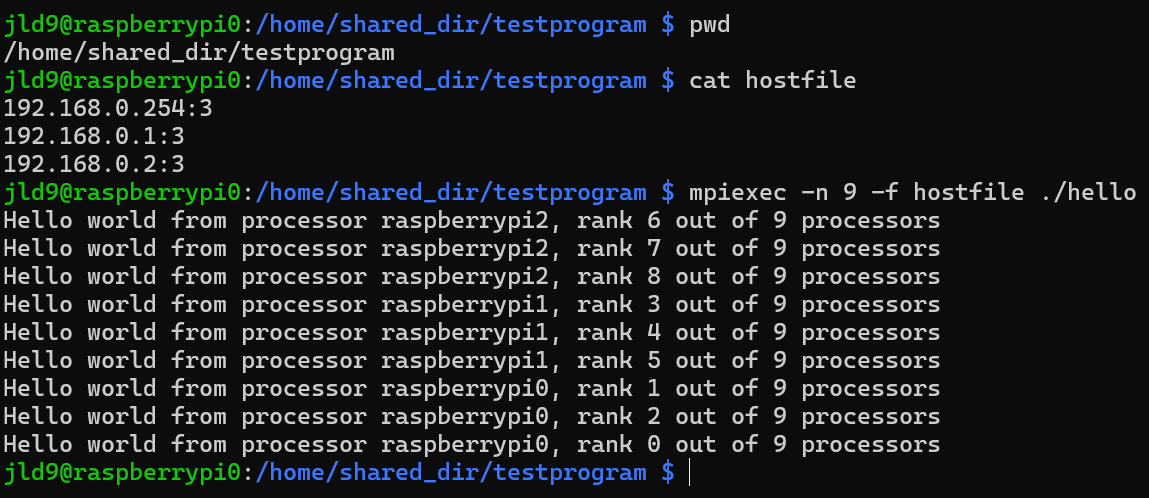 jld9@raspberrypi0:/home/shared_dir/testprogram $ pwd
/home/shared_dir/testprogram
jld9@raspberrypi0:/home/shared_dir/testprogram $ cat hostfile
192.168.0.254:3
192.168.0.1:3
192.168.0.2:3
jld9@raspberrypi0:/home/shared_dir/testprogram $ mpiexec -n 9 -f hostfile ./hello
Hello world from processor raspberrypi2, rank 6 out of 9 processors
Hello world from processor raspberrypi2, rank 7 out of 9 processors
Hello world from processor raspberrypi2, rank 8 out of 9 processors
Hello world from processor raspberrypi1, rank 3 out of 9 processors
Hello world from processor raspberrypi1, rank 4 out of 9 processors
Hello world from processor raspberrypi1, rank 5 out of 9 processors
Hello world from processor raspberrypi0, rank 1 out of 9 processors
Hello world from processor raspberrypi0, rank 2 out of 9 processors
Hello world from processor raspberrypi0, rank 0 out of 9 processors
jld9@raspberrypi0:/home/shared_dir/testprogram $